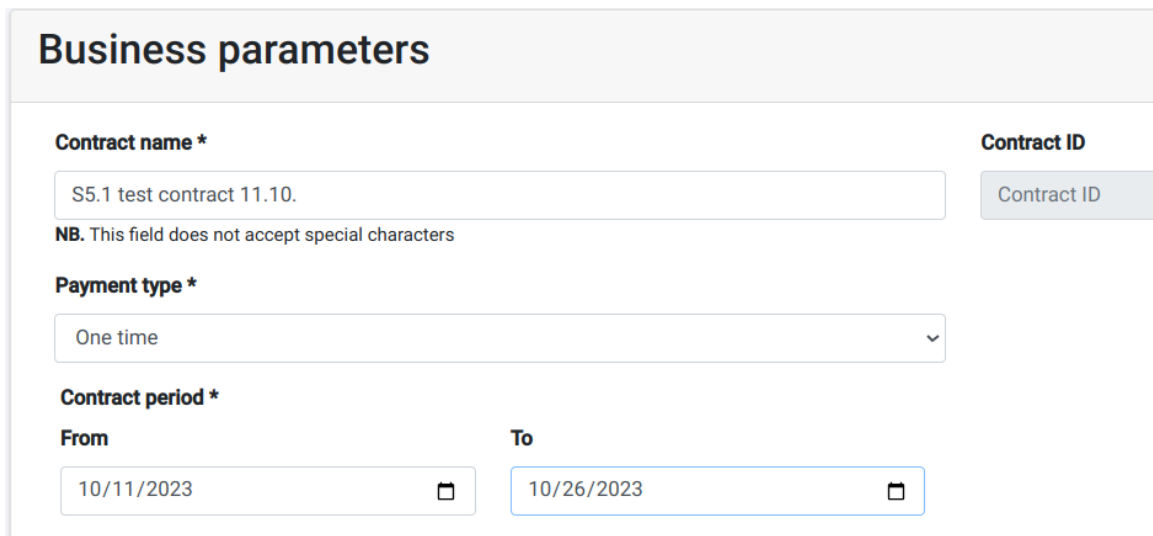 Business parameters
Contract name *
Contract ID
S5.1 test contract 11.10.
Contract ID
NB. This field does not accept special characters
Payment type *
One time
Contract period *
From
To
10/11/2023
10/26/2023